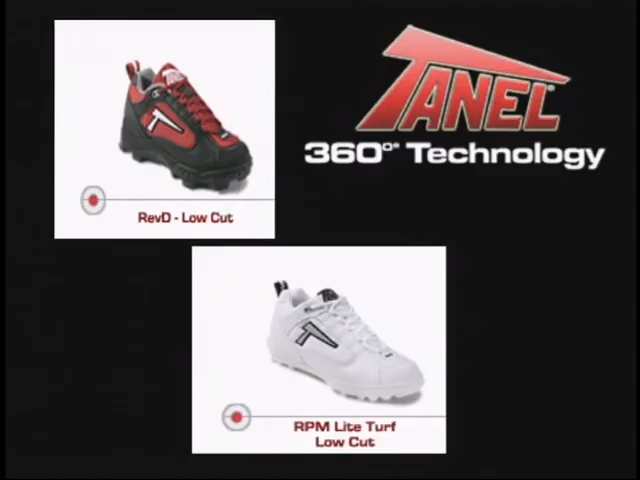 TANEL®
360° Technology
RevD - Low Cut
RPM Lite Turf
Low Cut